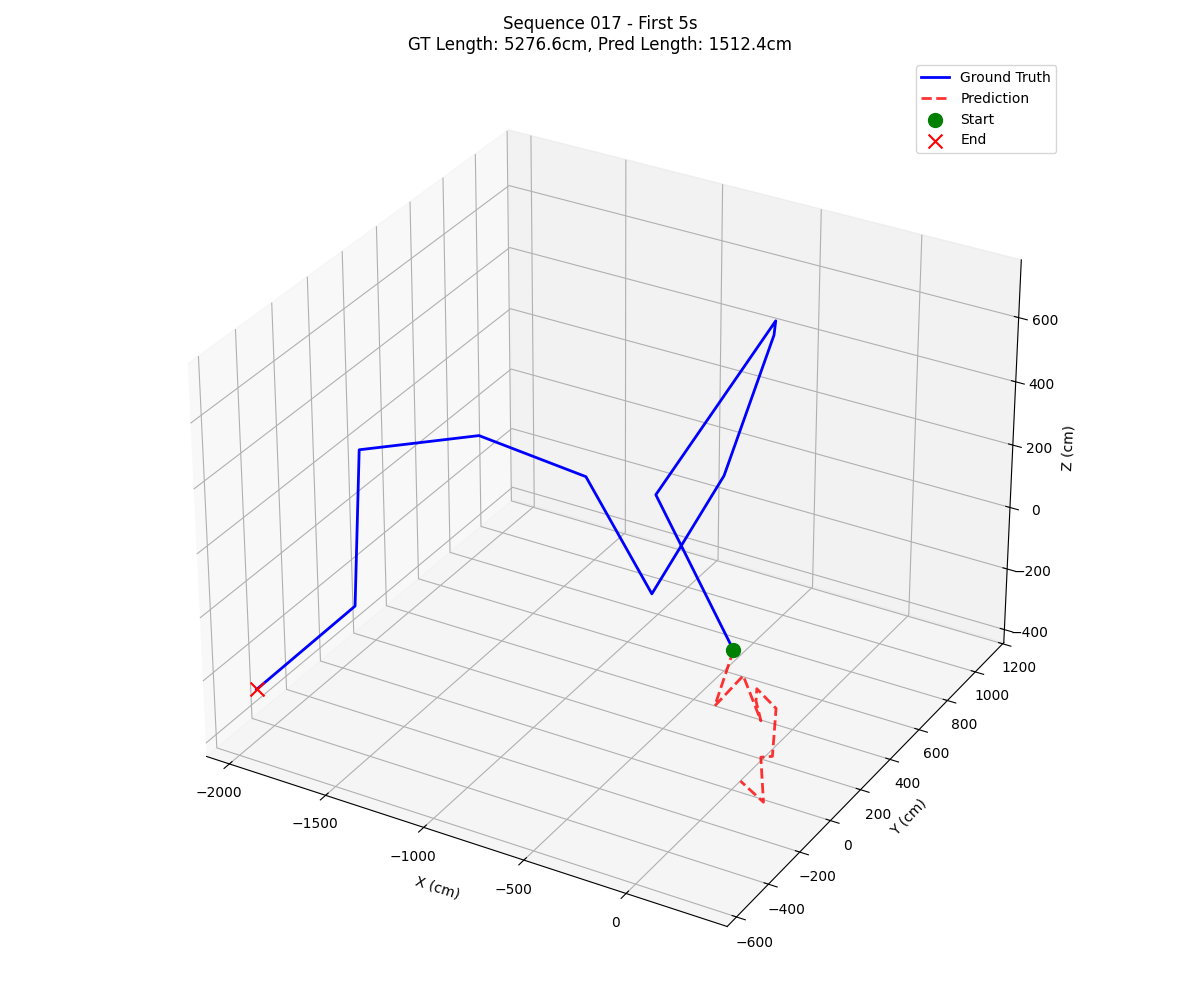 Sequence 017 - First 5s
GT Length: 5276.6cm, Pred Length: 1512.4cm
Ground Truth
Prediction
Start
End
600
400
200
0
−200
−400
Z (cm)
1200
1000
800
600
400
200
0
−200
−400
−600
Y (cm)
−2000
−1500
−1000
−500
0
X (cm)